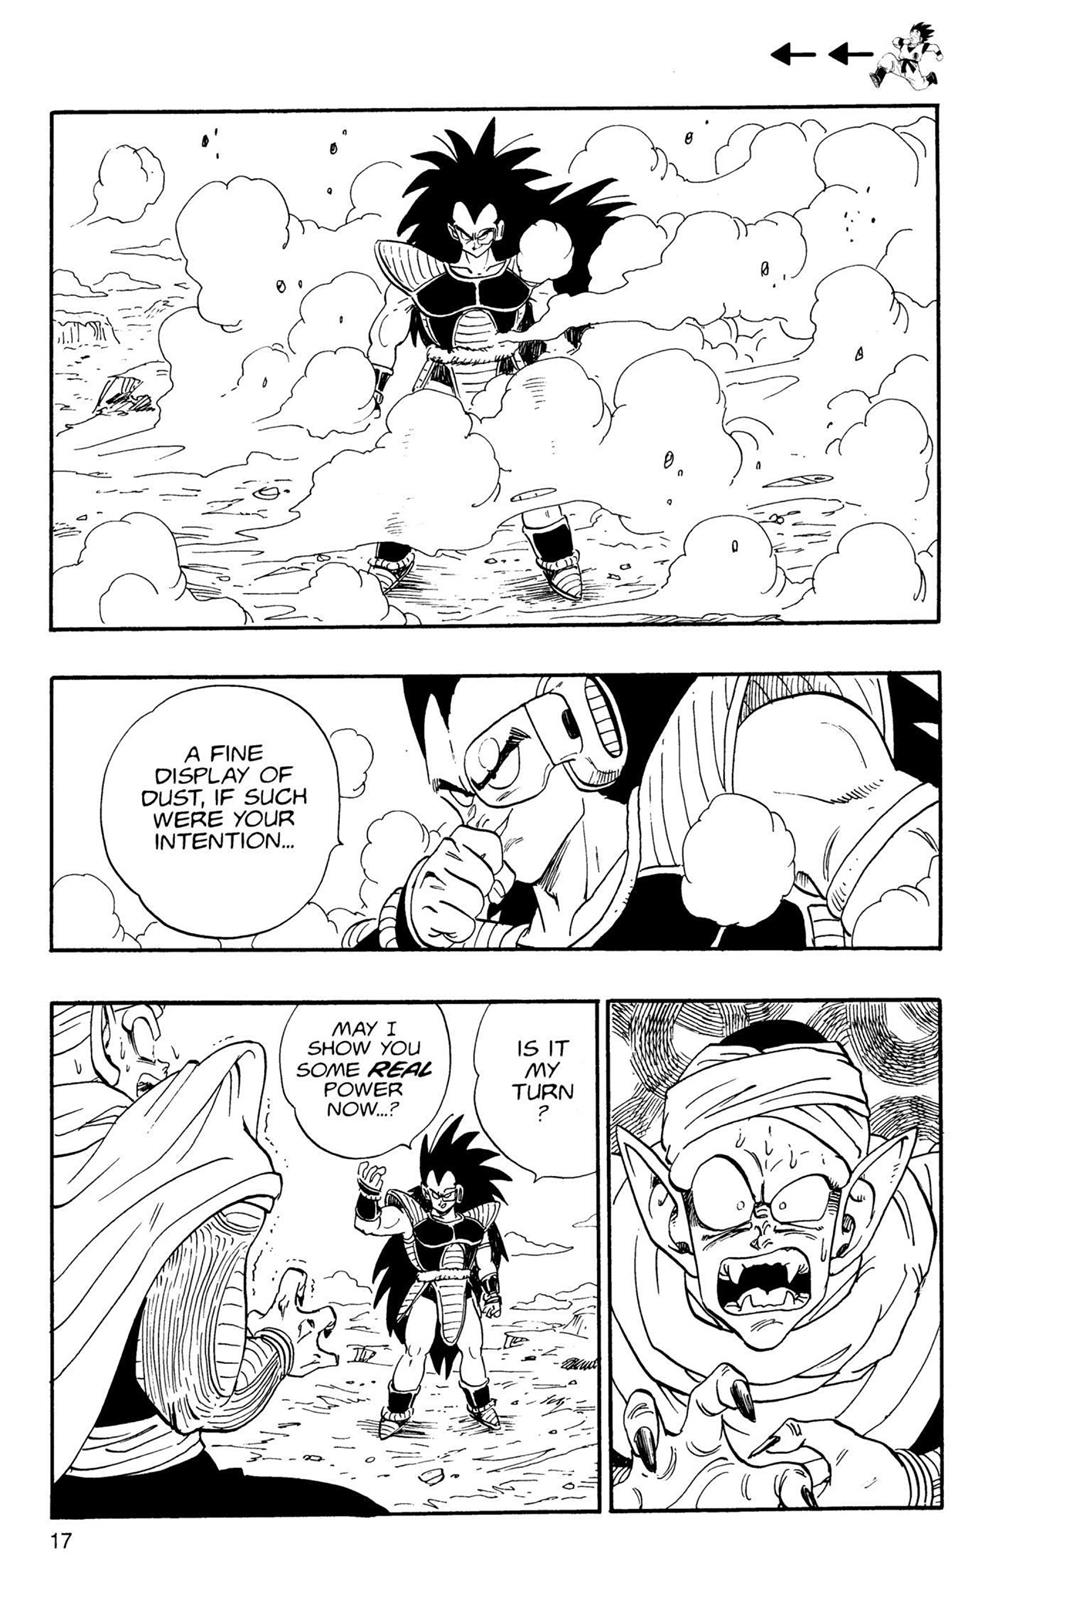 A FINE
DISPLAY OF
DUST, IF SUCH
WERE YOUR
INTENTION...
IS IT
MY
TURN
?
MAY I
SHOW YOU
SOME REAL
POWER
NOW...?
17